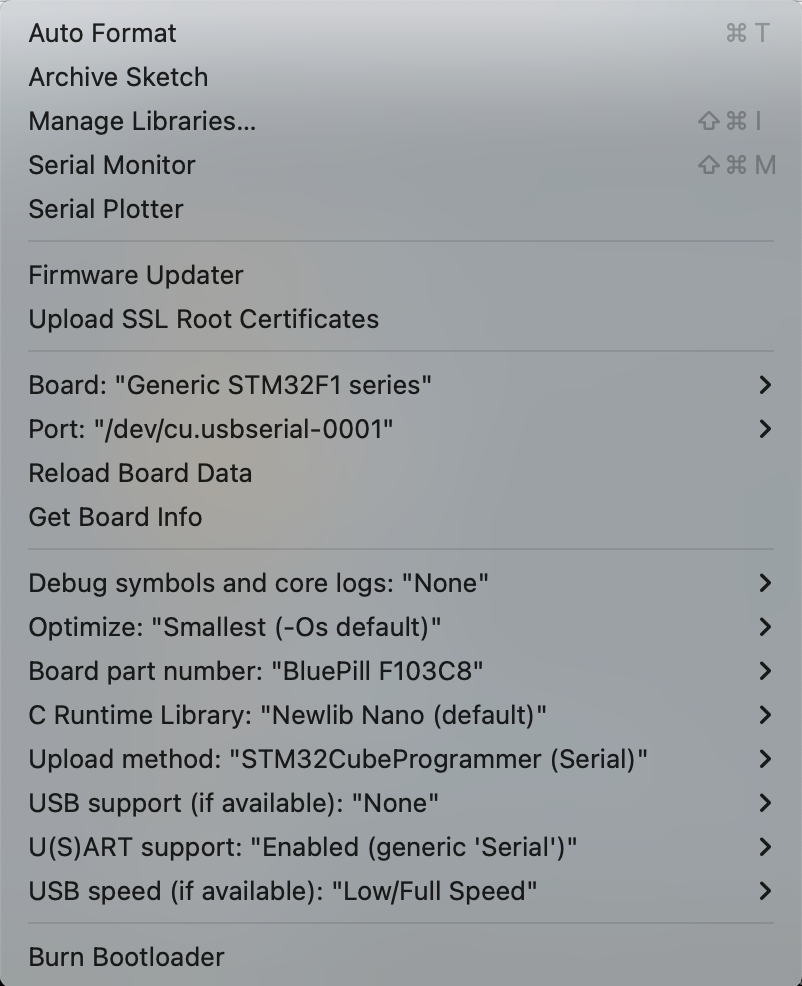 Auto Format ⌘ T
Archive Sketch
Manage Libraries... ⇧ ⌘ I
Serial Monitor ⇧ ⌘ M
Serial Plotter
Firmware Updater
Upload SSL Root Certificates
Board: "Generic STM32F1 series"
Port: "/dev/cu.usbserial-0001"
Reload Board Data
Get Board Info
Debug symbols and core logs: "None"
Optimize: "Smallest (-Os default)"
Board part number: "BluePill F103C8"
C Runtime Library: "Newlib Nano (default)"
Upload method: "STM32CubeProgrammer (Serial)"
USB support (if available): "None"
U(S)ART support: "Enabled (generic 'Serial')"
USB speed (if available): "Low/Full Speed"
Burn Bootloader